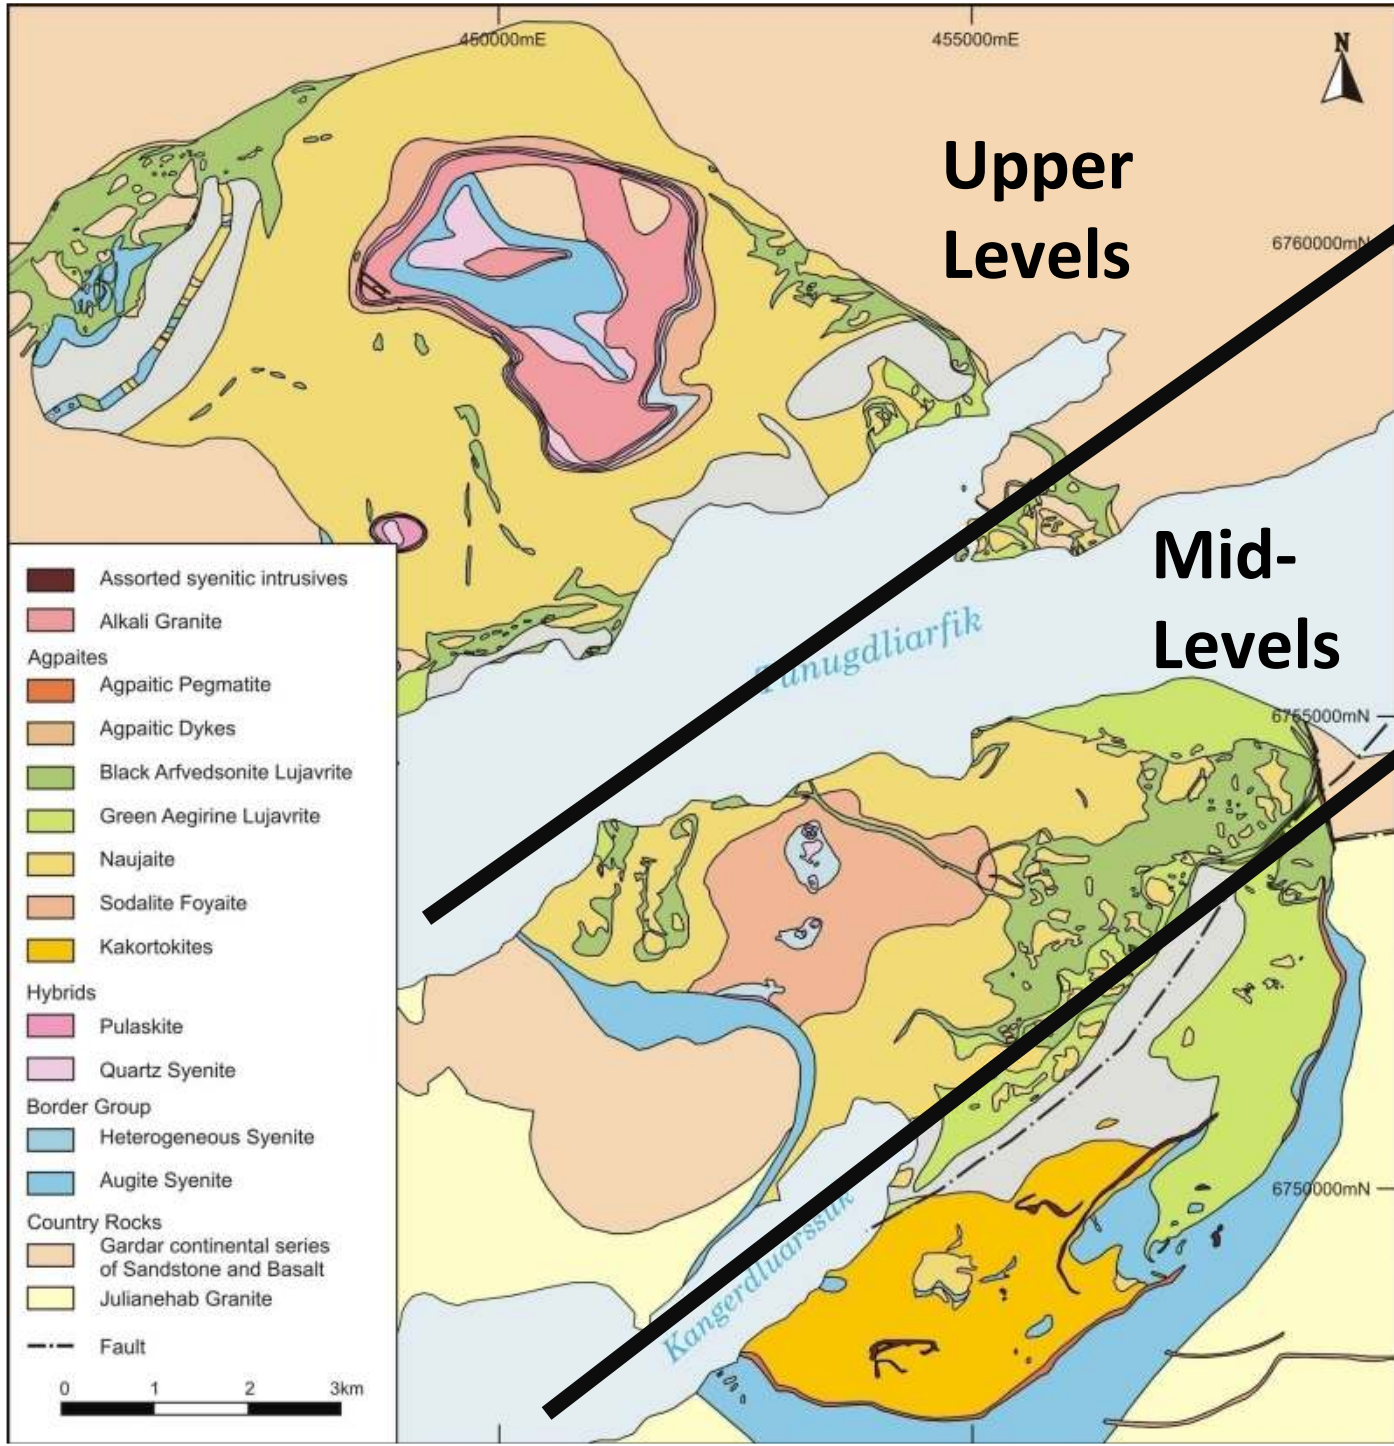 450000mE
455000mE
N
Upper
Levels
6760000mN
Mid-
Levels
Tunugdliarfik
6755000mN
Assorted syenitic intrusives
Alkali Granite
Agpaites
Agpaitic Pegmatite
Agpaitic Dykes
Black Arfvedsonite Lujavrite
Green Aegirine Lujavrite
Naujaite
Sodalite Foyaite
Kakortokites
Hybrids
Pulaskite
Quartz Syenite
Border Group
Heterogeneous Syenite
Augite Syenite
Country Rocks
Gardar continental series
of Sandstone and Basalt
Julianehab Granite
Fault
0 1 2 3km
6750000mN
Kangerdluarssuk